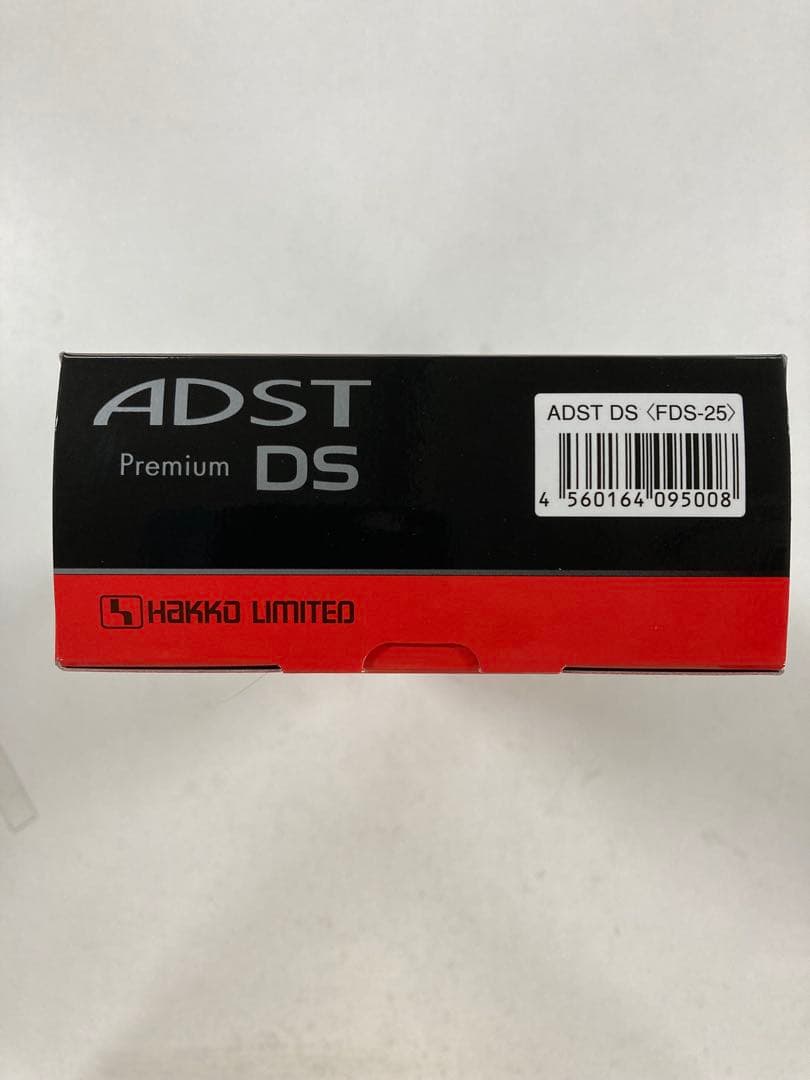 ADST
Premium DS
ADST DS〈FDS-25〉
4 560164 095008
HAKKO LIMITED